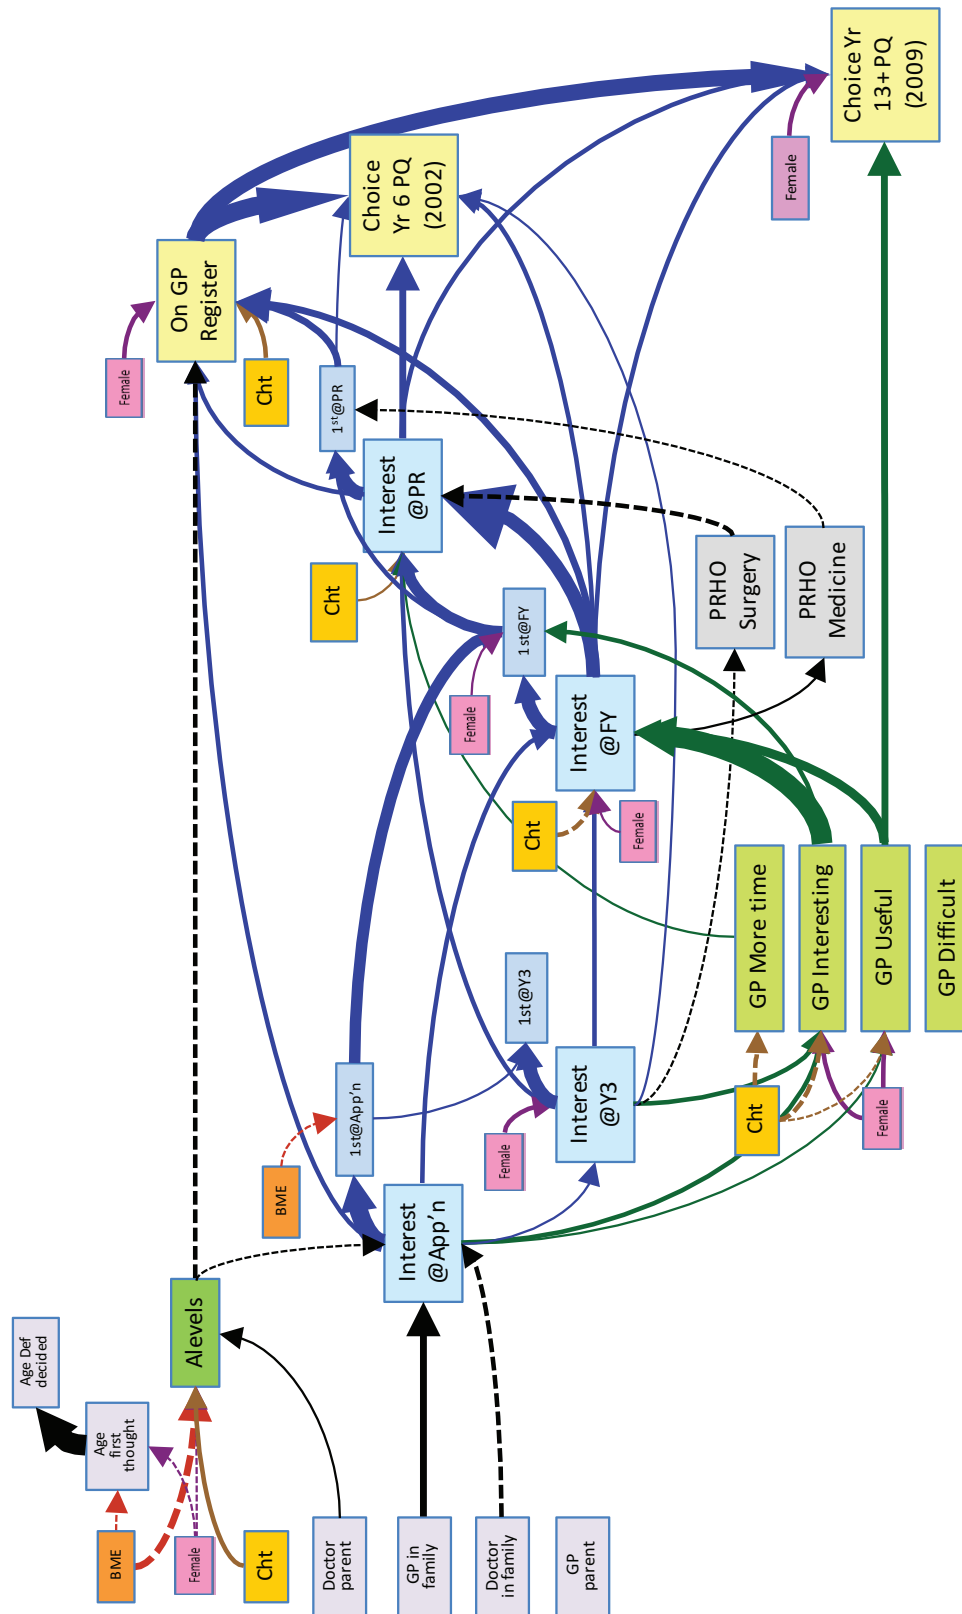 Age Def
decided
Age
first
thought
BME
Female
Cht
Alevels
Doctor
parent
GP in
family
Doctor
in family
GP
parent
BME
1st@App'n
Interest
@App'n
Female
1st@Y3
Interest
@Y3
Cht
Female
GP More time
GP Interesting
GP Useful
GP Difficult
Female
1st@FY
Cht
Female
Interest
@FY
PRHO
Surgery
PRHO
Medicine
Cht
Interest
@PR
1st@PR
Female
Cht
On GP
Register
Choice
Yr 6 PQ
(2002)
Female
Choice Yr
13+ PQ
(2009)